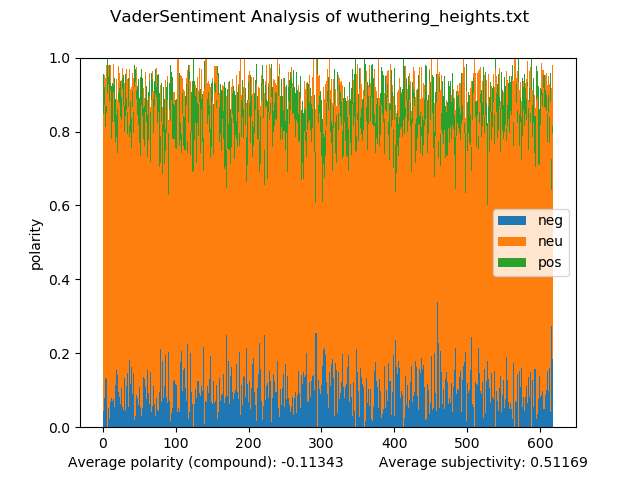 VaderSentiment Analysis of wuthering_heights.txt
1.0
0.8
0.6
0.4
0.2
0.0
polarity
neg
neu
pos
0 100 200 300 400 500 600
Average polarity (compound): -0.11343 Average subjectivity: 0.51169